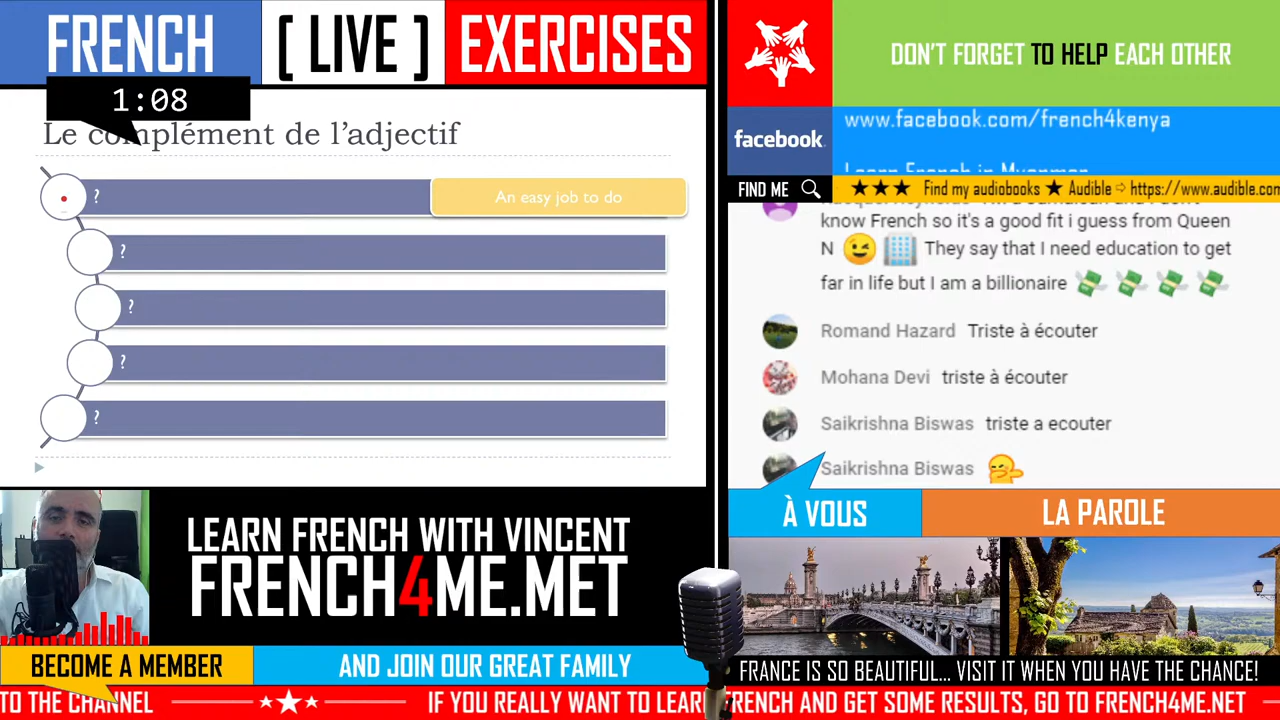 FRENCH [ LIVE ] EXERCISES
1:08
Le complément de l’adjectif
?
An easy job to do
?
?
?
?
LEARN FRENCH WITH VINCENT
FRENCH4ME.MET
BECOME A MEMBER
AND JOIN OUR GREAT FAMILY
DON'T FORGET TO HELP EACH OTHER
facebook.
www.facebook.com/french4kenya
Learn French in Myanmar
FIND ME
★★★ Find my audiobooks ★ Audible ⇨ https://www.audible.com
know French so it's a good fit i guess from Queen
N 😉 🏢 They say that I need education to get
far in life but I am a billionaire 💸 💸 💸 💸
Romand Hazard Triste à écouter
Mohana Devi triste à écouter
Saikrishna Biswas triste a ecouter
Saikrishna Biswas
À VOUS
LA PAROLE
FRANCE IS SO BEAUTIFUL... VISIT IT WHEN YOU HAVE THE CHANCE!
TO THE CHANNEL
IF YOU REALLY WANT TO LEARN FRENCH AND GET SOME RESULTS, GO TO FRENCH4ME.NET